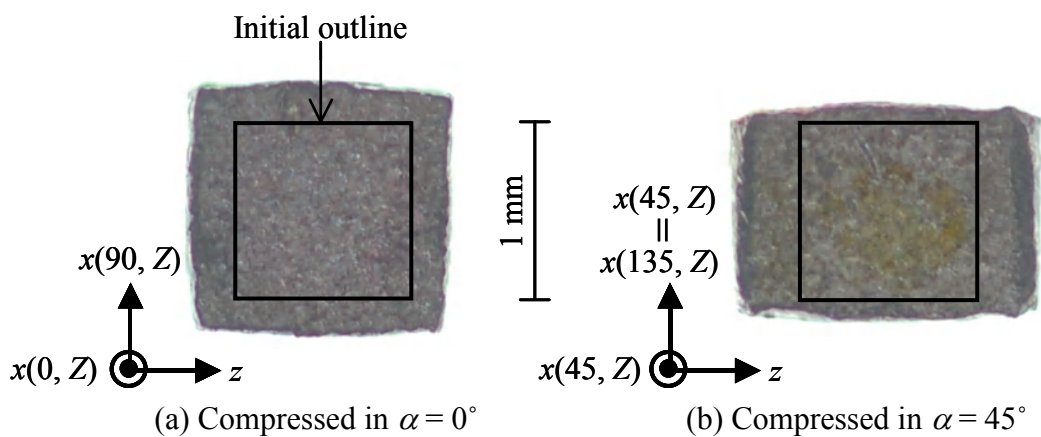 Initial outline
1 mm
x(90, Z)
x(0, Z)
z
(a) Compressed in α = 0˚
x(45, Z)
=
x(135, Z)
x(45, Z)
z
(b) Compressed in α = 45˚